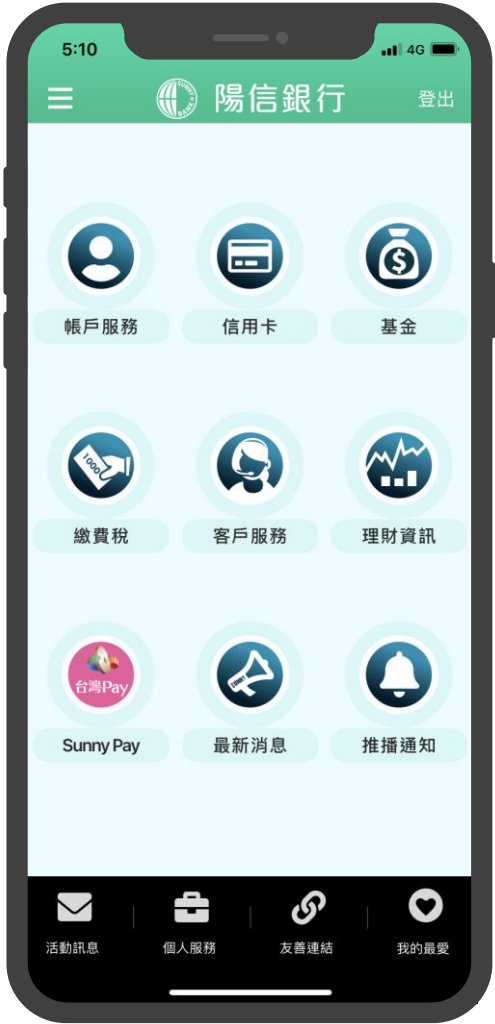 5:10
4G
SUNNY BANK
陽信銀行
登出
帳戶服務
信用卡
基金
1000
繳費稅
客戶服務
理財資訊
台灣Pay
SUNNY
Sunny Pay
最新消息
推播通知
活動訊息
個人服務
友善連結
我的最愛